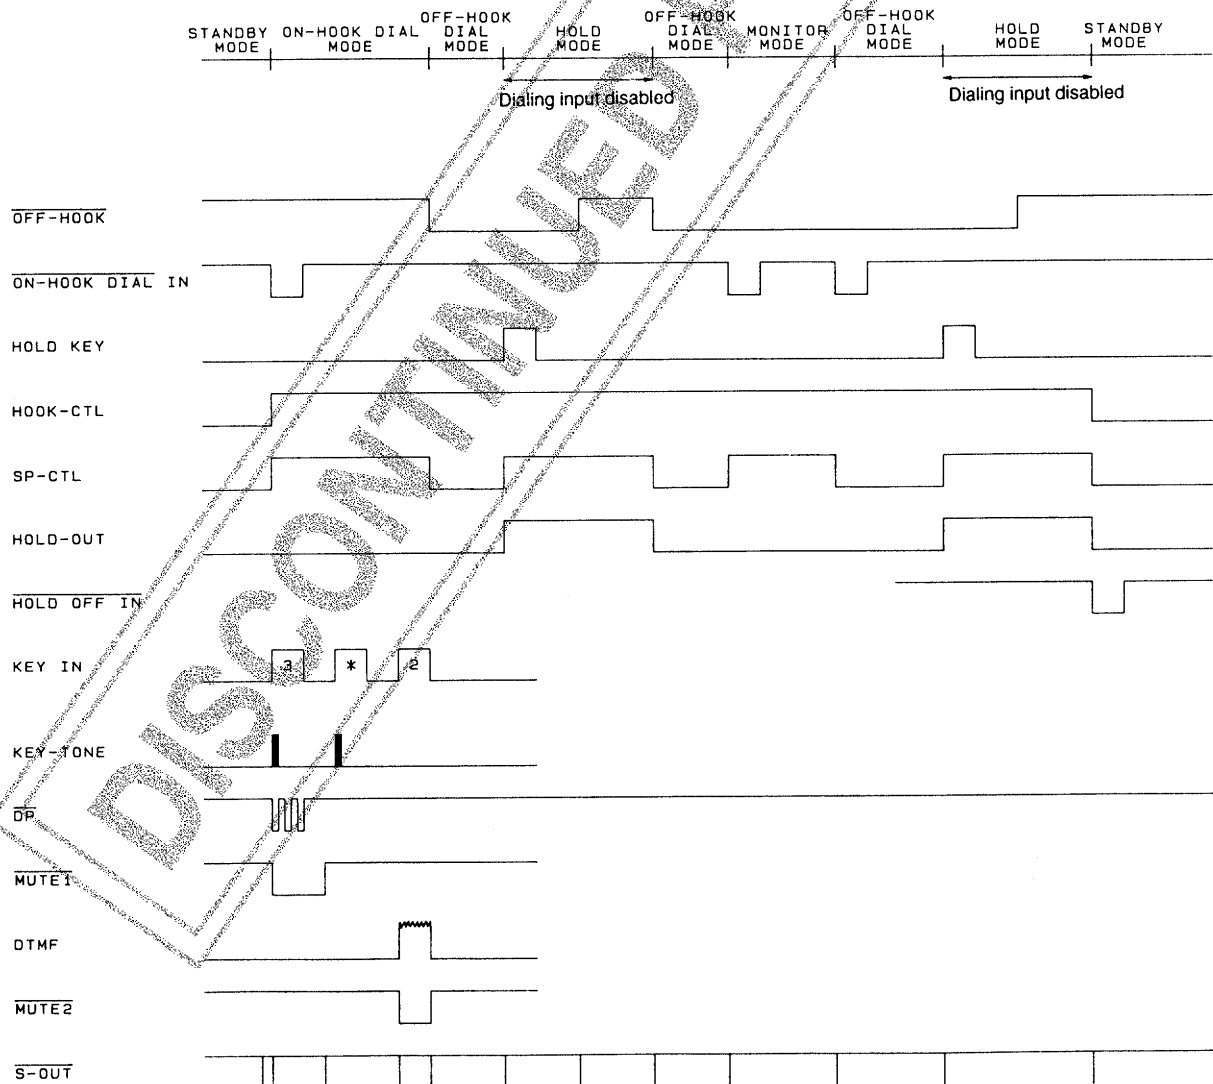 STANDBY MODE
ON-HOOK DIAL MODE
OFF-HOOK DIAL MODE
HOLD MODE
OFF-HOOK DIAL MODE
MONITOR MODE
OFF-HOOK DIAL MODE
HOLD MODE
STANDBY MODE
Dialing input disabled
Dialing input disabled
OFF-HOOK
ON-HOOK DIAL IN
HOLD KEY
HOOK-CTL
SP-CTL
HOLD-OUT
HOLD OFF IN
KEY IN
3
*
2
KEY-TONE
DP
MUTE1
DTMF
MUTE2
S-OUT
DISCONTINUED